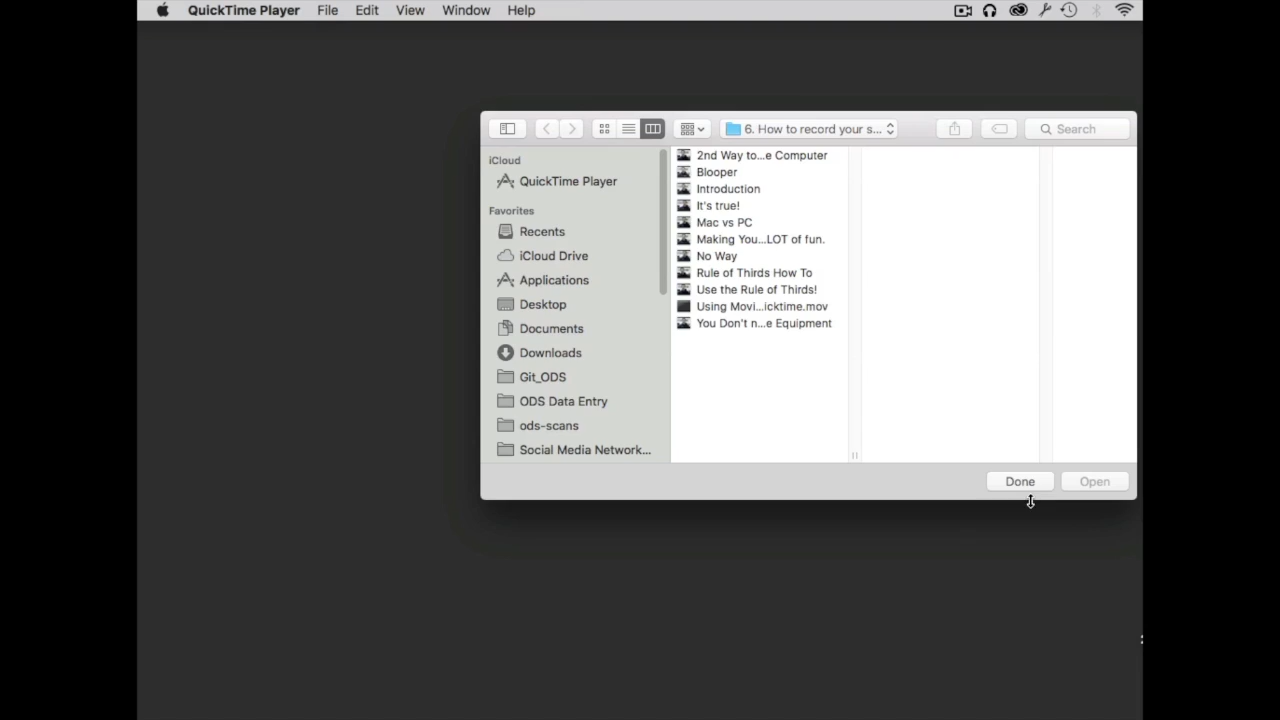 QuickTime Player File Edit View Window Help
6. How to record your s...
Search
iCloud
QuickTime Player
Favorites
Recents
iCloud Drive
Applications
Desktop
Documents
Downloads
Git_ODS
ODS Data Entry
ods-scans
Social Media Network...
2nd Way to...e Computer
Blooper
Introduction
It's true!
Mac vs PC
Making You...LOT of fun.
No Way
Rule of Thirds How To
Use the Rule of Thirds!
Using Movi...icktime.mov
You Don't n...e Equipment
Done Open